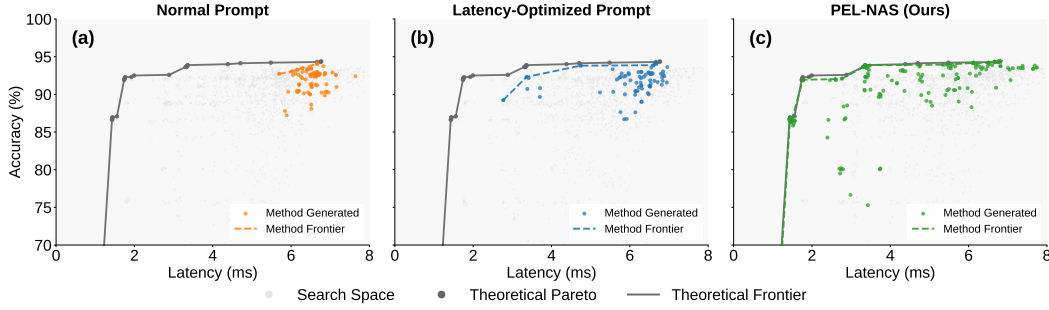 Normal Prompt
Latency-Optimized Prompt
PEL-NAS (Ours)
(a)
(b)
(c)
Accuracy (%)
100
95
90
85
80
75
70
Method Generated
Method Frontier
Method Generated
Method Frontier
Method Generated
Method Frontier
0 2 4 6 8
0 2 4 6 8
0 2 4 6 8
Latency (ms)
Latency (ms)
Latency (ms)
Search Space
Theoretical Pareto
Theoretical Frontier